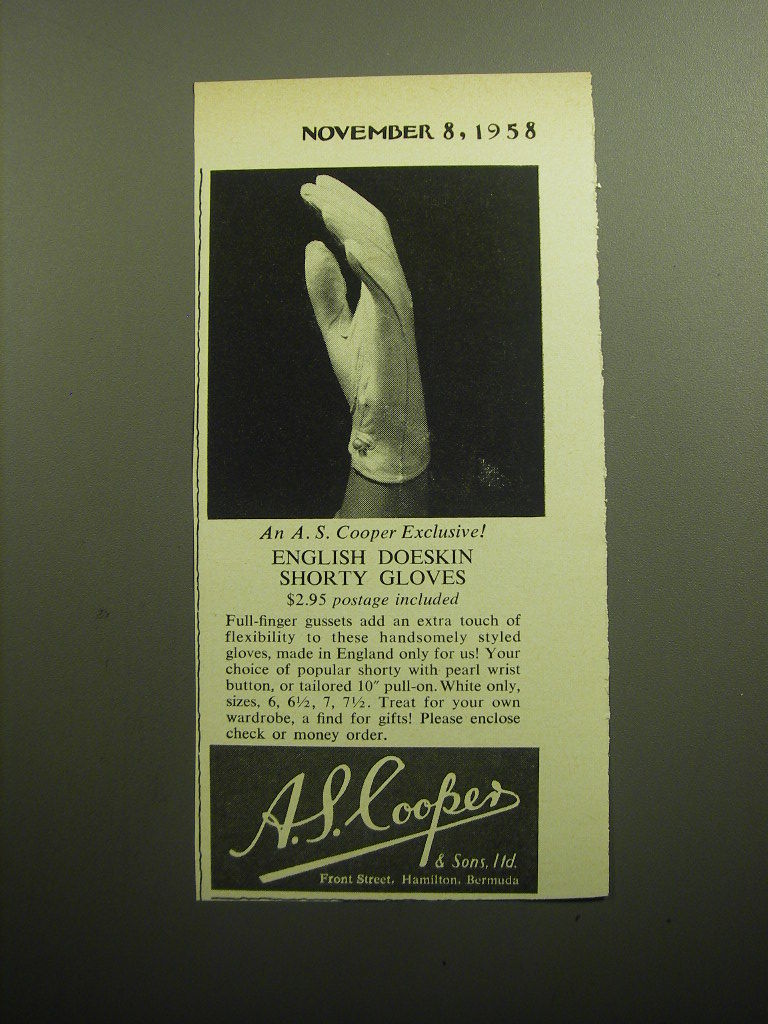 NOVEMBER 8, 1958
An A. S. Cooper Exclusive!
ENGLISH DOESKIN
SHORTY GLOVES
$2.95 postage included
Full-finger gussets add an extra touch of
flexibility to these handsomely styled
gloves, made in England only for us! Your
choice of popular shorty with pearl wrist
button, or tailored 10″ pull-on. White only,
sizes, 6, 6½, 7, 7½. Treat for your own
wardrobe, a find for gifts! Please enclose
check or money order.
A.S. Cooper
& Sons, ltd.
Front Street, Hamilton, Bermuda